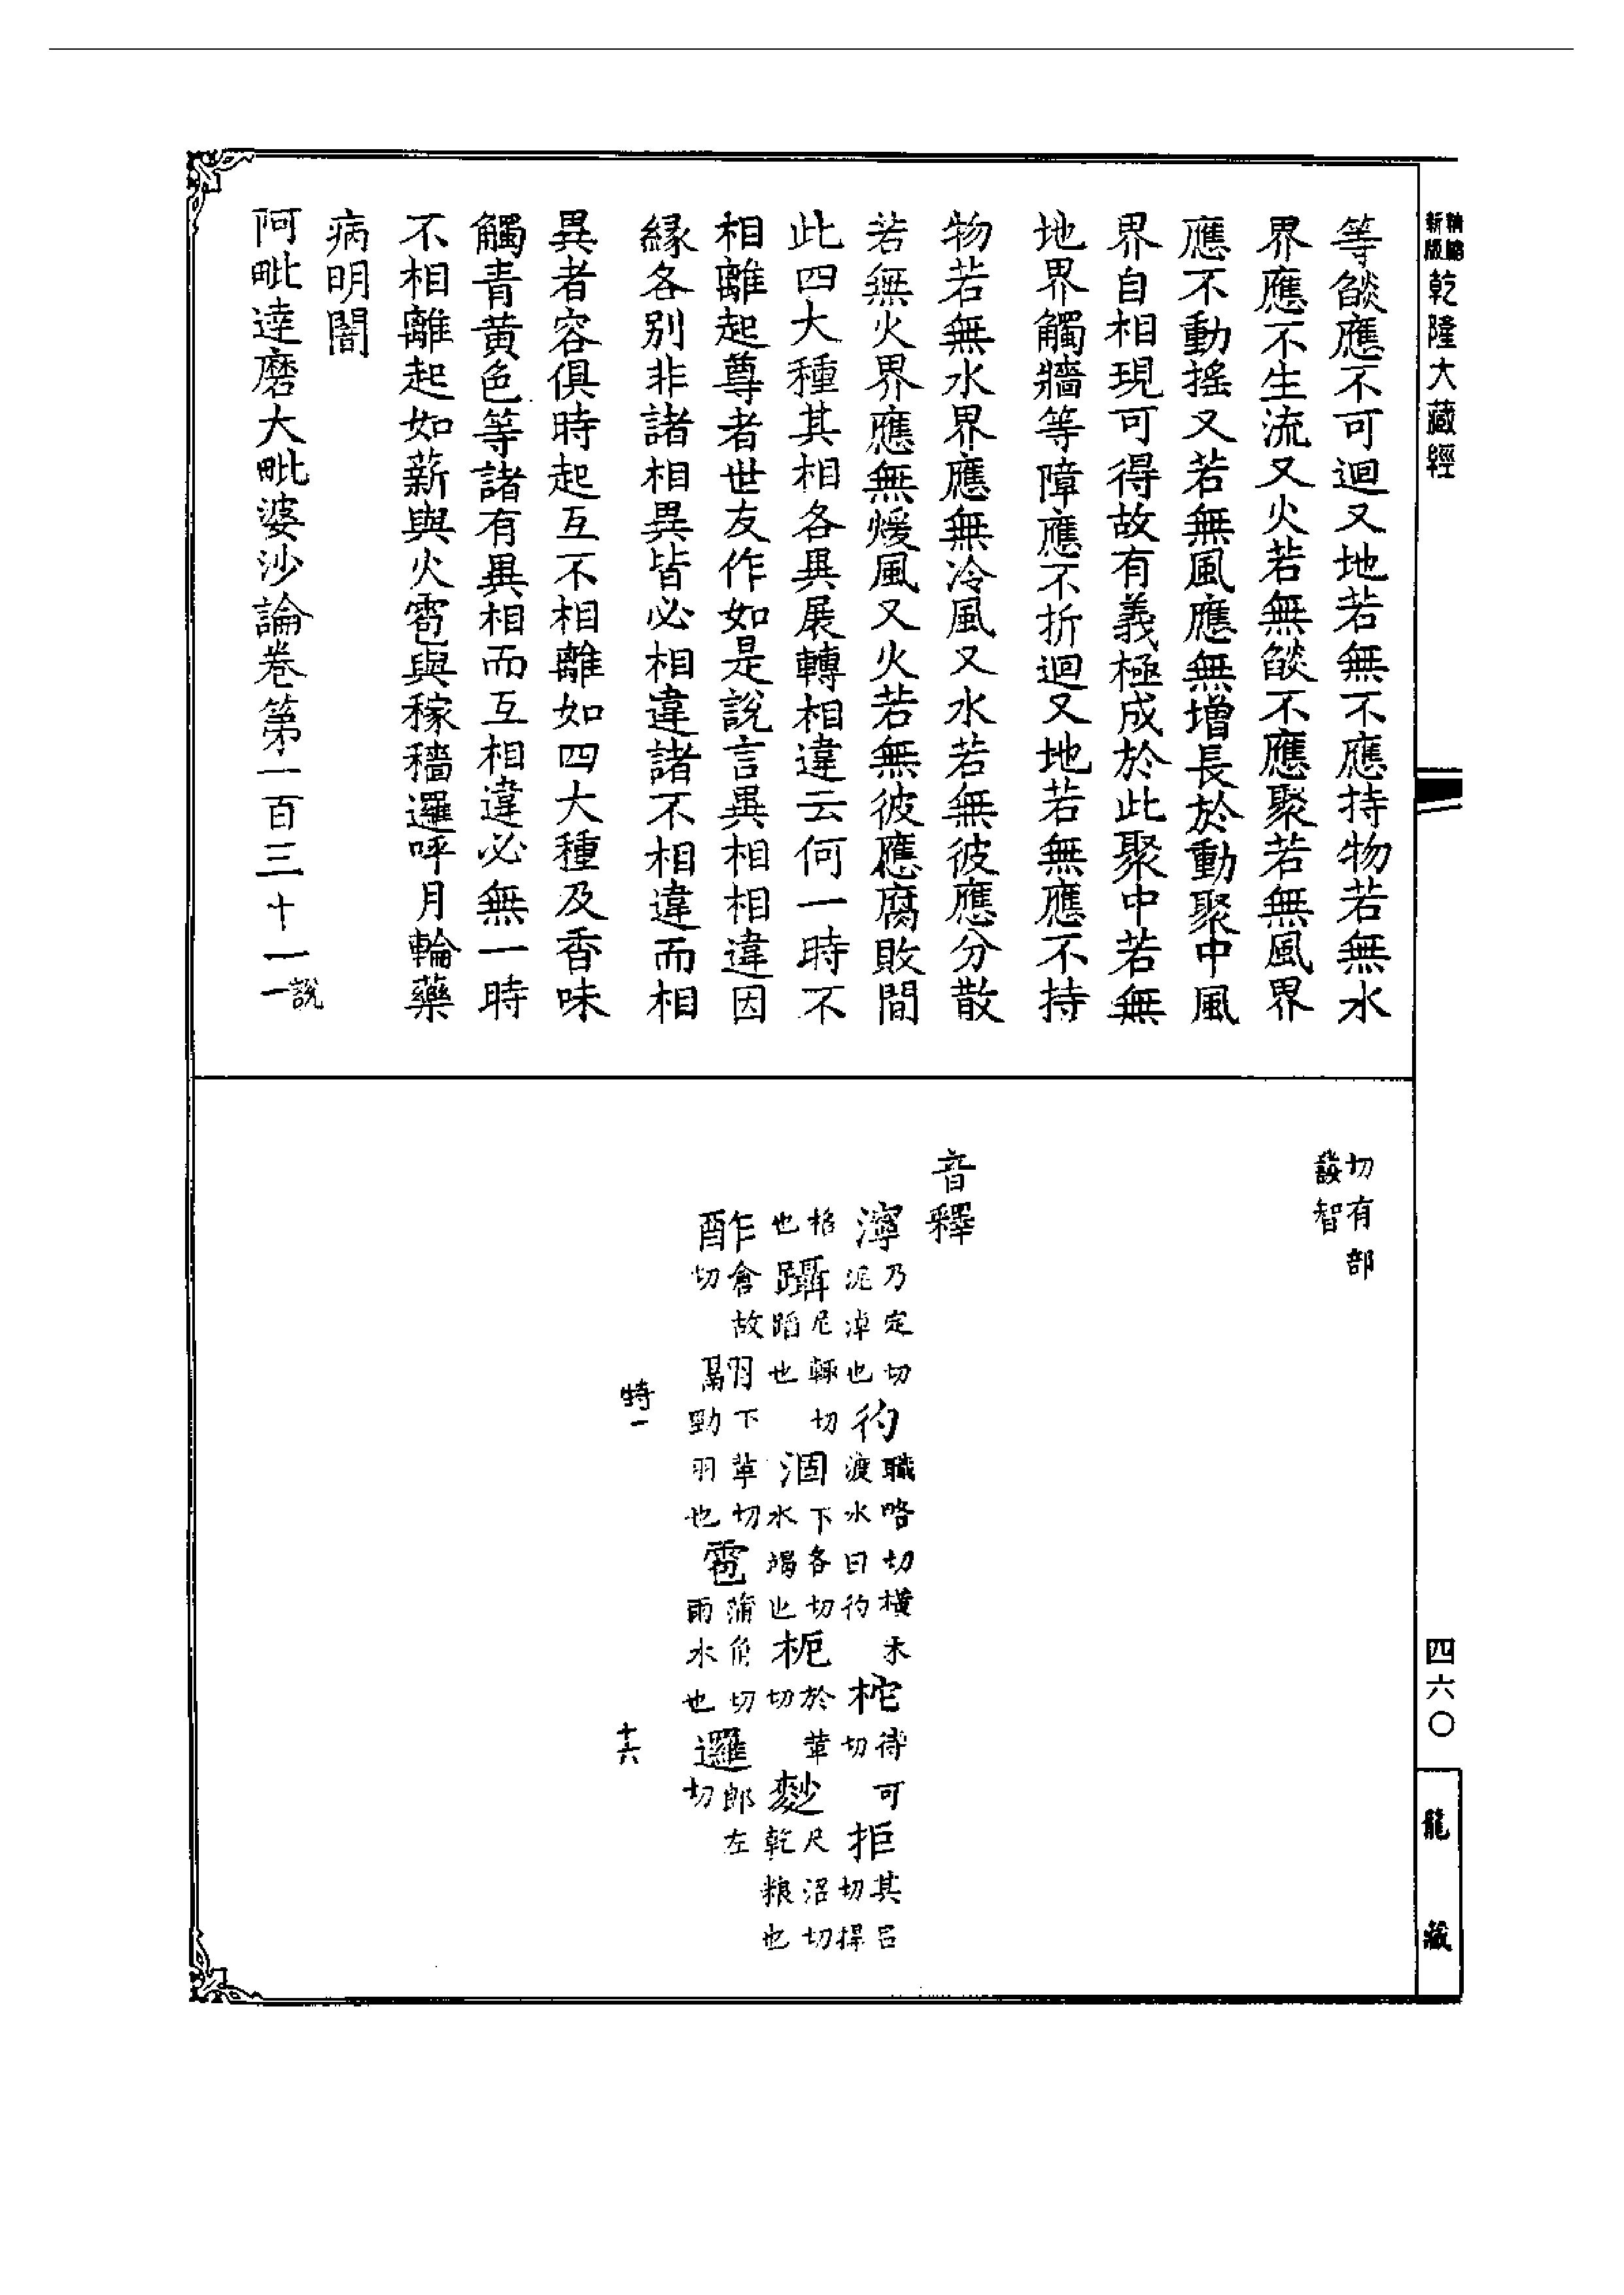 新版
乾隆大藏經
等燄應不可迴又地若無不應持物若無水
界應不生流又火若無燄不應聚若無風界
應不動搖又若無風應無增長於動聚中風
界自相現可得故有義極成於此聚中若無
地界觸牆等障應不折迴又地若無應不持
物若無水界應無冷風又水若無彼應分散
若無火界應無煖風又火若無彼應腐敗間
此四大種其相各異展轉相違云何一時不
相離起尊者世友作如是說言異相相違因
緣各別非諸相異皆必相違諸不相違而相
異者容俱時起互不相離如四大種及香味
觸青黃色等諸有異相而互相違必無一時
不相離起如薪與火雹與稼穡邏呼月輪藥
病明闇
阿毗達磨大毗婆沙論卷第一百三十一 說一
切有部
發智
音釋
濘 乃定切泥淖也 彴 職略切橫木渡水曰彴 柁 待可切 拒 其呂切捍
格也 躡 尼輒切蹈也 涸 下各切水竭也 枙 於革切 麨 尺沼切乾粮也
酢 倉故切 翮 下革切勁羽也 雹 蒲角切雨冰也 邏 郎左切
特一
十六
四六〇
龍藏